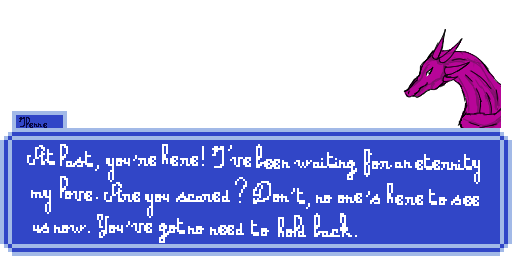 At last, you're here! I've been waiting for an eternity
my love. Are you scared? Don't, no one's here to see
us now. You've got no need to hold back.